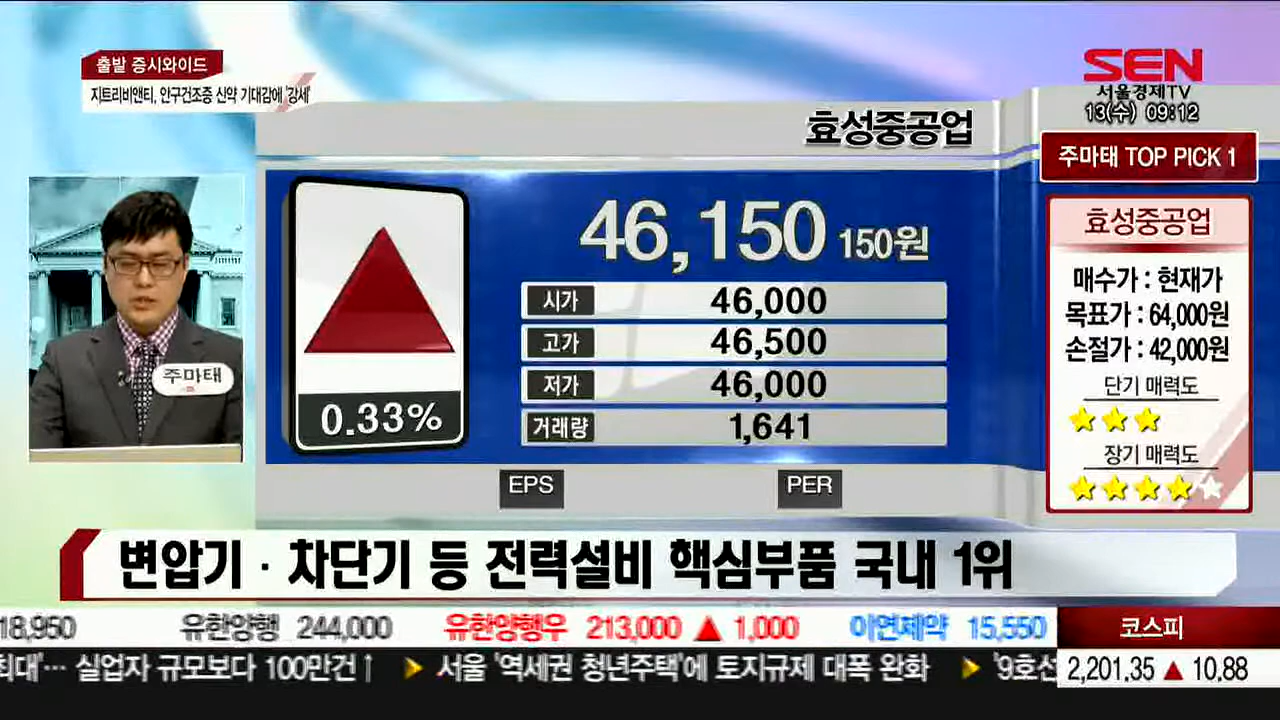 출발 증시와이드
지트리비앤티, 안구건조증 신약 기대감에 '강세'
SEN
서울경제TV
13(수) 09:12
효성중공업
주마태 TOP PICK 1
46,150 150원
0.33%
시가 46,000
고가 46,500
저가 46,000
거래량 1,641
EPS PER
주마태
효성중공업
매수가 : 현재가
목표가 : 64,000원
손절가 : 42,000원
단기 매력도
장기 매력도
변압기 · 차단기 등 전력설비 핵심부품 국내 1위
18,950 유한양행 244,000 유한양행우 213,000 ▲ 1,000 이연제약 15,550
코스피
최대'… 실업자 규모보다 100만건↑ ▶ 서울 '역세권 청년주택'에 토지규제 대폭 완화 ▶ '9호선
2,201.35 ▲ 10.88